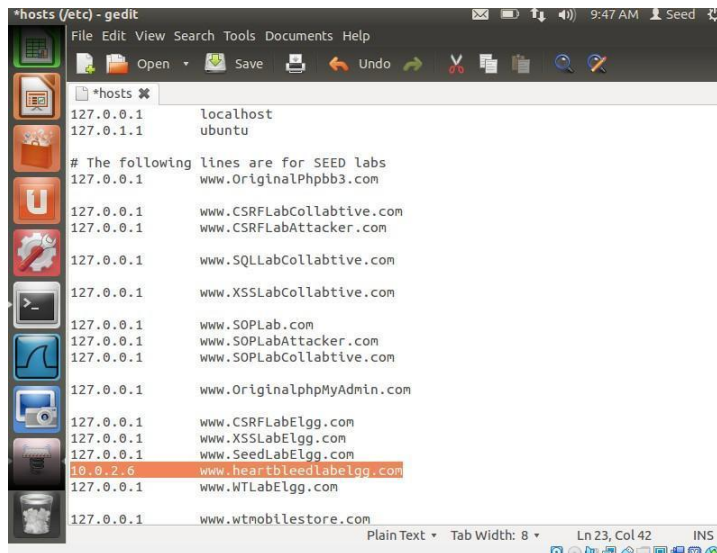 *hosts (/etc) - gedit 9:47 AM Seed
File Edit View Search Tools Documents Help
Open Save Undo
*hosts
127.0.0.1 localhost
127.0.1.1 ubuntu
# The following lines are for SEED labs
127.0.0.1 www.OriginalPhpbb3.com
127.0.0.1 www.CSRFLabCollabtive.com
127.0.0.1 www.CSRFLabAttacker.com
127.0.0.1 www.SQLLabCollabtive.com
127.0.0.1 www.XSSLabCollabtive.com
127.0.0.1 www.SOPLab.com
127.0.0.1 www.SOPLabAttacker.com
127.0.0.1 www.SOPLabCollabtive.com
127.0.0.1 www.OriginalphpMyAdmin.com
127.0.0.1 www.CSRFLabElgg.com
127.0.0.1 www.XSSLabElgg.com
127.0.0.1 www.SeedLabElgg.com
10.0.2.6 www.heartbleedlabelgg.com
127.0.0.1 www.WTLabElgg.com
127.0.0.1 www.wtmobilestore.com
Plain Text Tab Width: 8 Ln 23, Col 42 INS